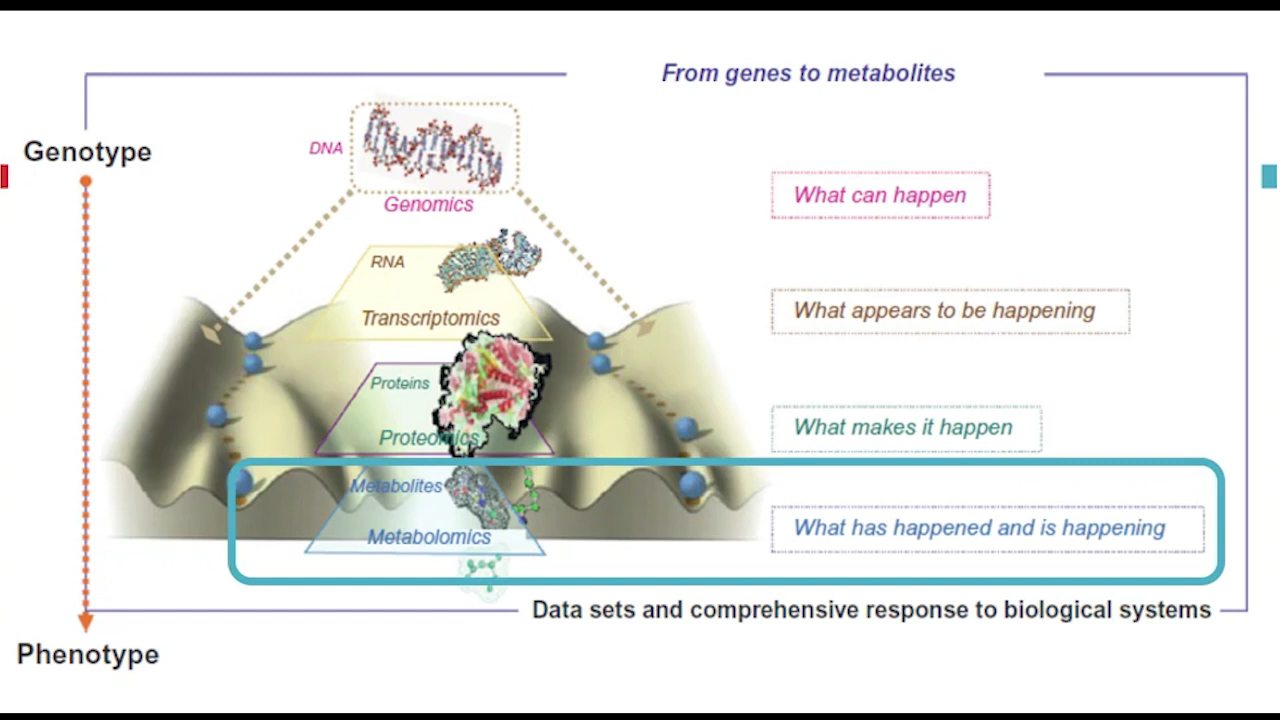 From genes to metabolites
Genotype
DNA
Genomics
What can happen
RNA
Transcriptomics
What appears to be happening
Proteins
Proteomics
What makes it happen
Metabolites
Metabolomics
What has happened and is happening
Data sets and comprehensive response to biological systems
Phenotype